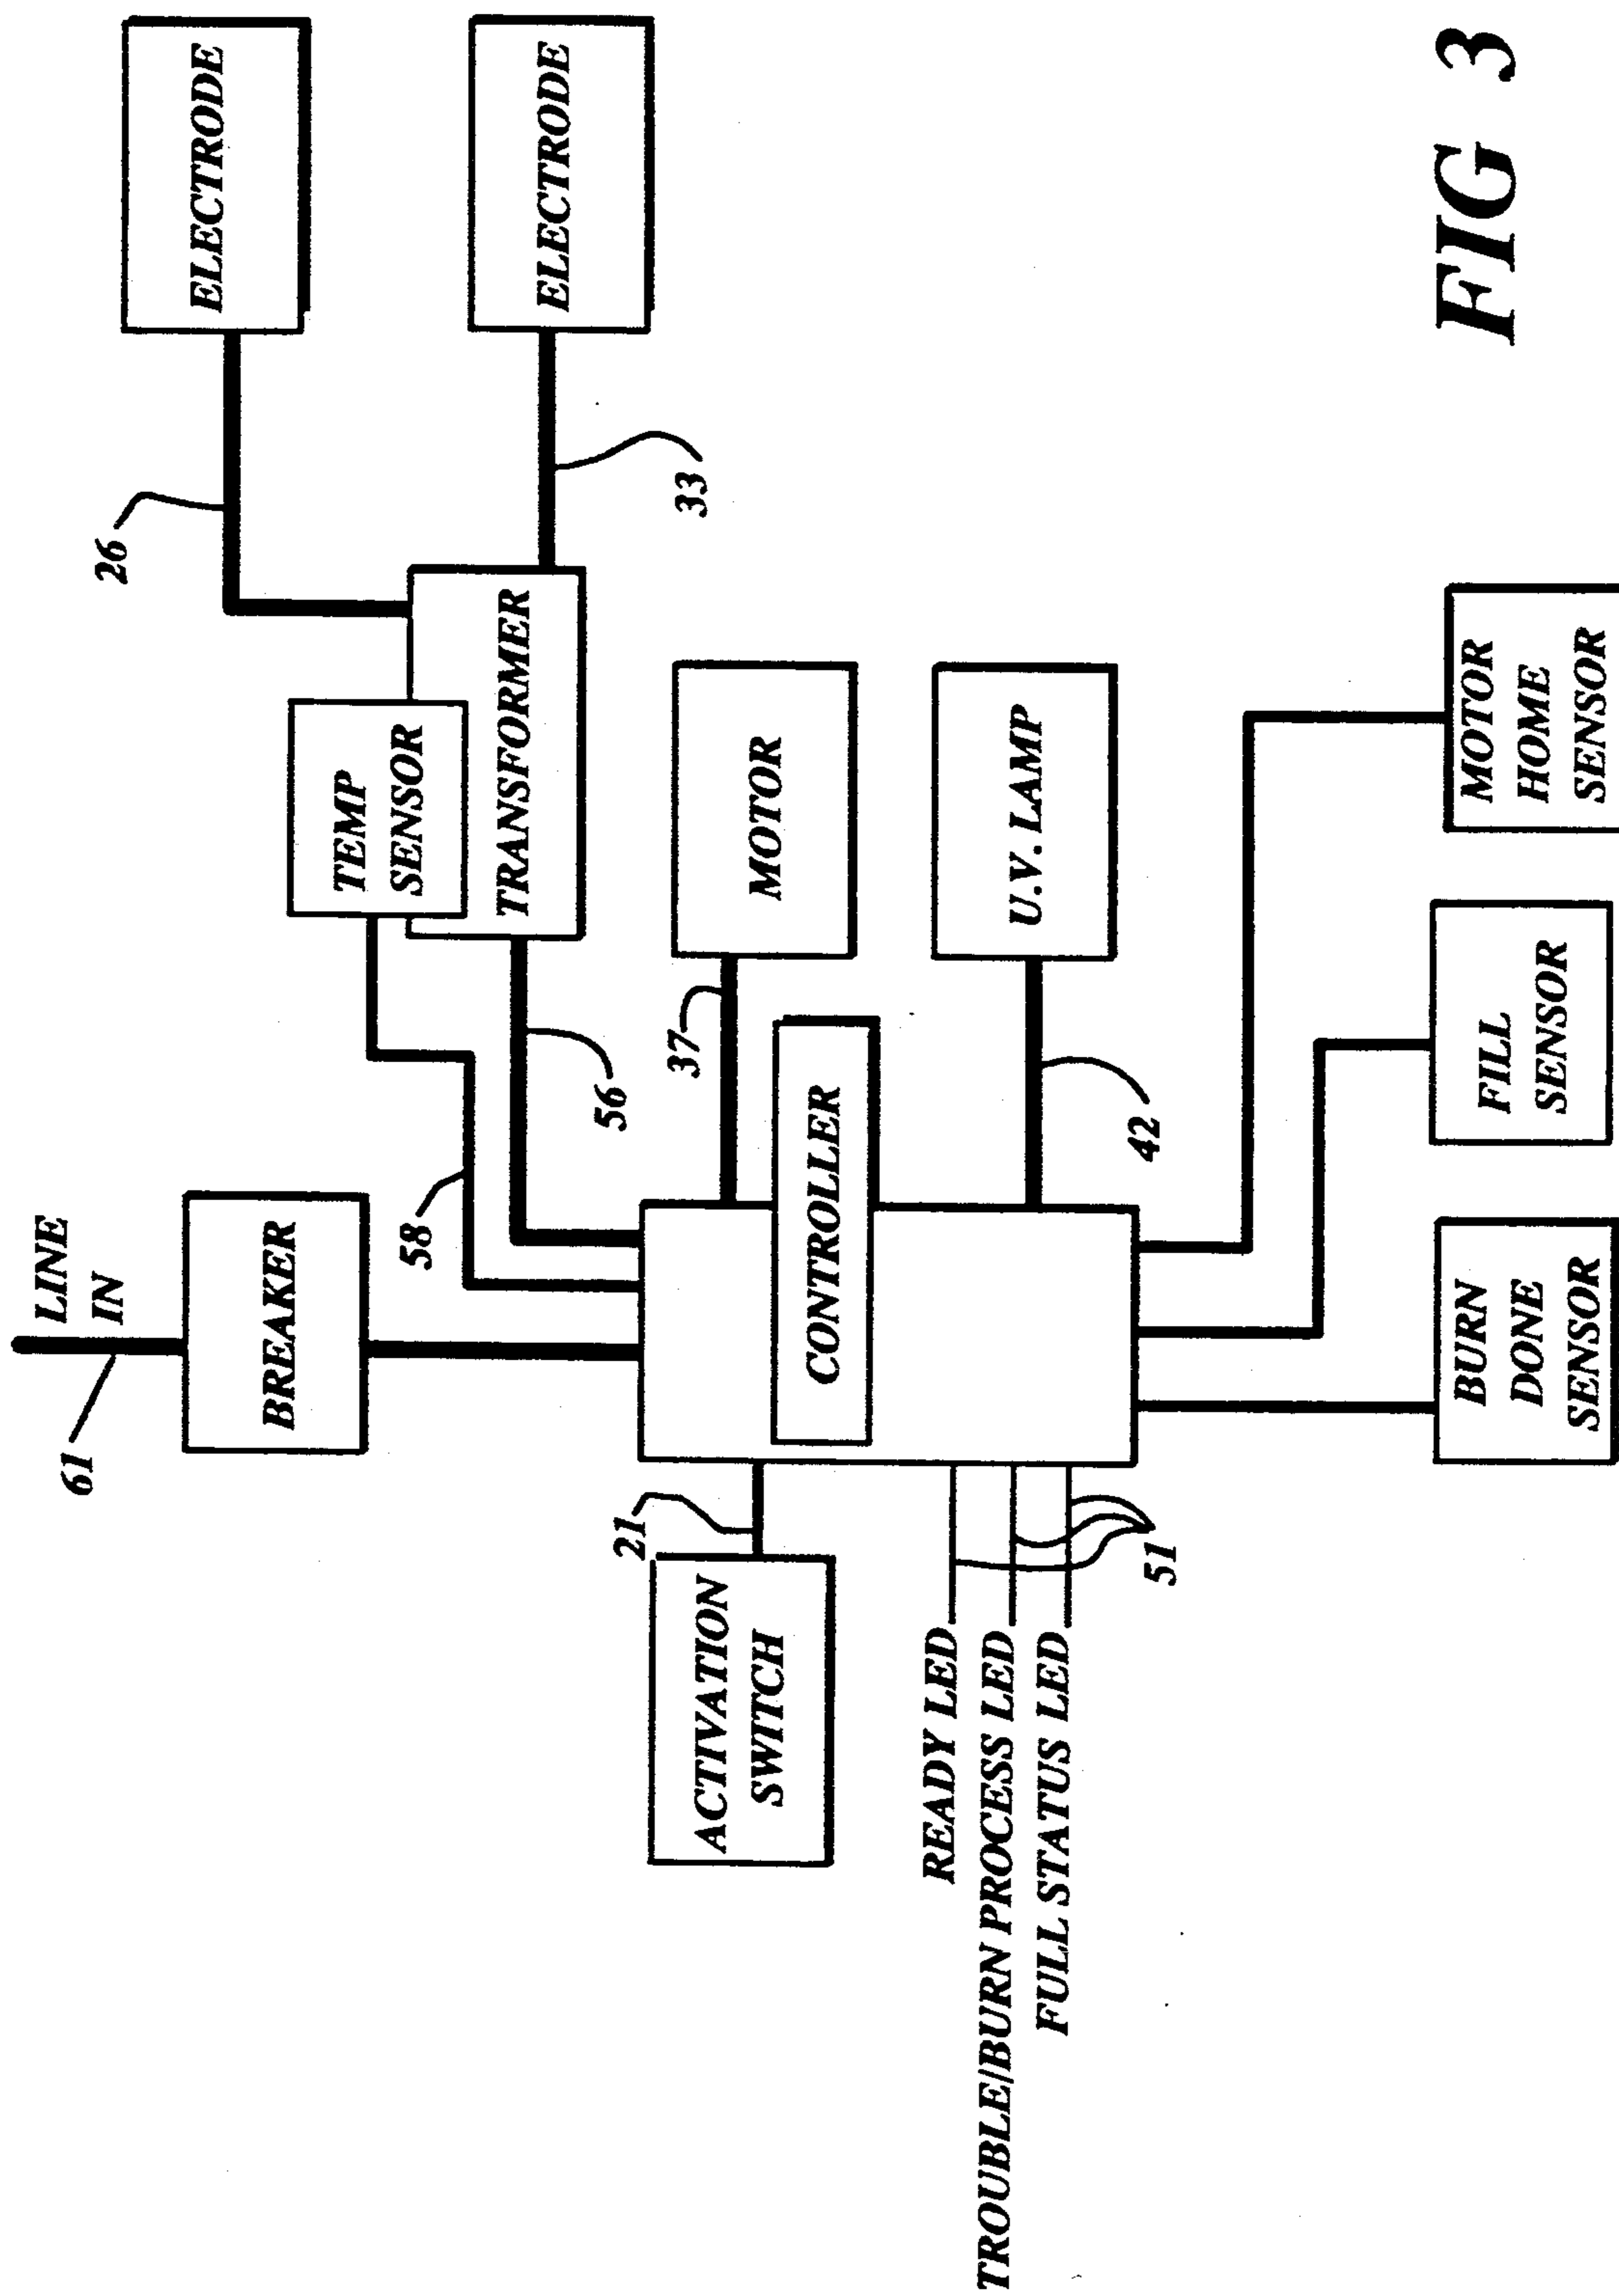 LINE
IN
61
BREAKER
58
TEMP
SENSOR
TRANSFORMER
56
26
ELECTRODE
33
ELECTRODE
ACTIVATION
SWITCH
21
37
MOTOR
CONTROLLER
42
U.V. LAMP
READY LED
TROUBLE/BURN PROCESS LED
FULL STATUS LED
51
BURN
DONE
SENSOR
FILL
SENSOR
MOTOR
HOME
SENSOR
FIG 3